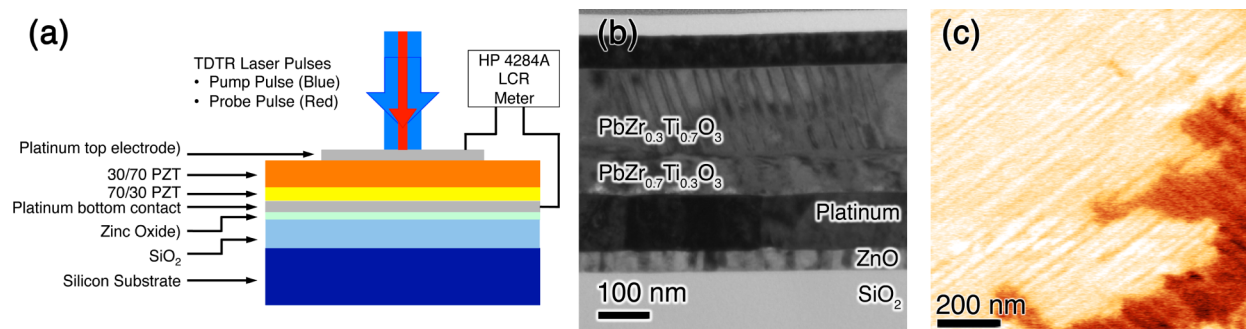 (a)
TDTR Laser Pulses
• Pump Pulse (Blue)
• Probe Pulse (Red)
HP 4284A
LCR
Meter
Platinum top electrode)
30/70 PZT
70/30 PZT
Platinum bottom contact
Zinc Oxide)
SiO2
Silicon Substrate
(b)
PbZr0.3Ti0.7O3
PbZr0.7Ti0.3O3
Platinum
ZnO
100 nm
SiO2
(c)
200 nm